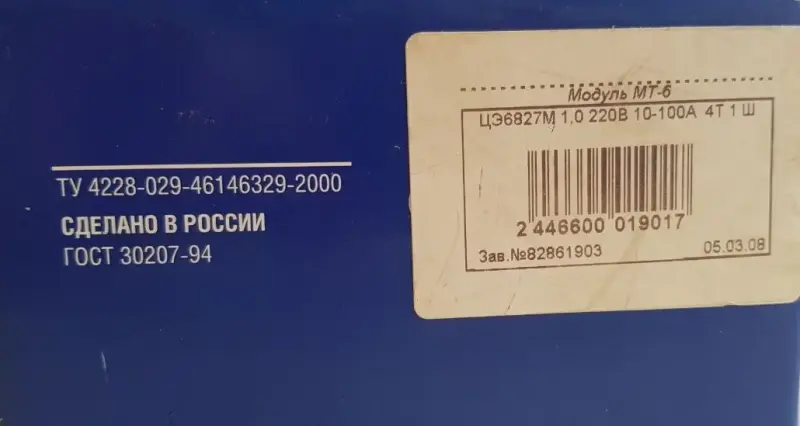 ТУ 4228-029-46146329-2000
СДЕЛАНО В РОССИИ
ГОСТ 30207-94
Модуль МТ-6
ЦЭ6827М 1,0 220В 10-100А 4Т 1 Ш
2 446600 019017
Зав.№82861903 05.03.08